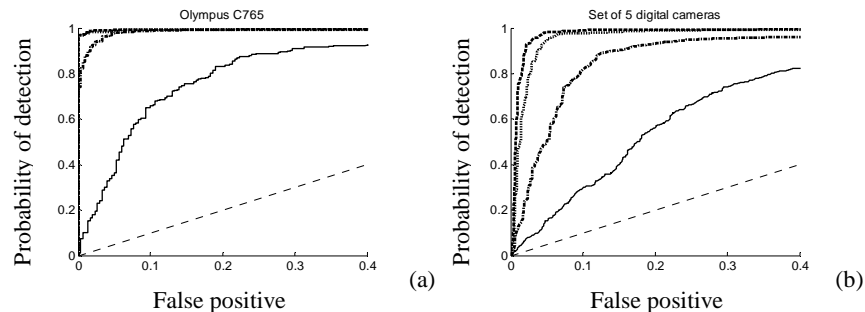 Olympus C765
Probability of detection
1
0.8
0.6
0.4
0.2
0
0
0.1
0.2
0.3
0.4
False positive
(a)
Set of 5 digital cameras
Probability of detection
1
0.8
0.6
0.4
0.2
0
0
0.1
0.2
0.3
0.4
False positive
(b)